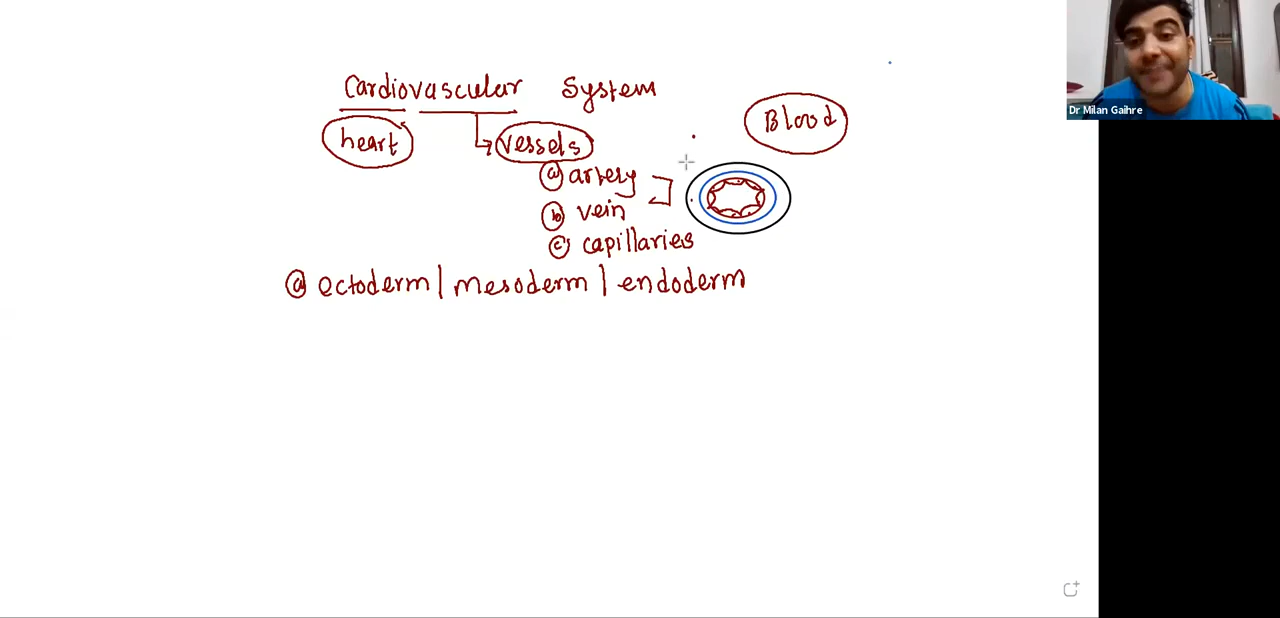 Cardiovascular System
heart
vessels
Blood
ⓐ artery
ⓑ vein
ⓒ capillaries
ⓐ ectoderm | mesoderm | endoderm
Dr Milan Gaihre